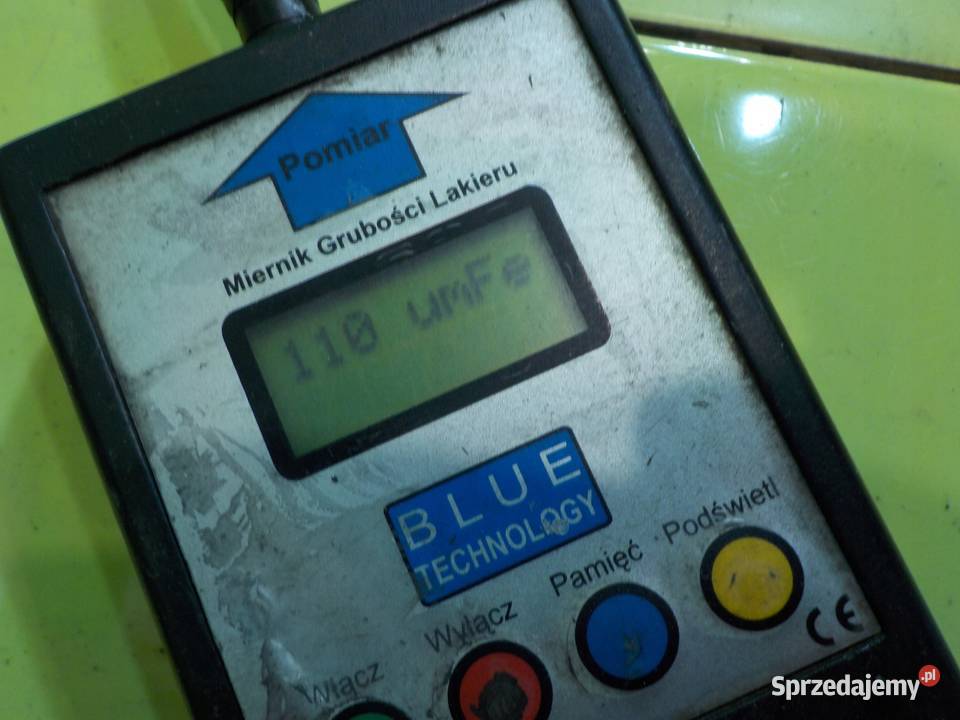 Pomiar
Miernik Grubości Lakieru
110 umFe
BLUE
TECHNOLOGY
Włącz
Wyłącz
Pamięć
Podświetl
CE
Sprzedajemy.pl